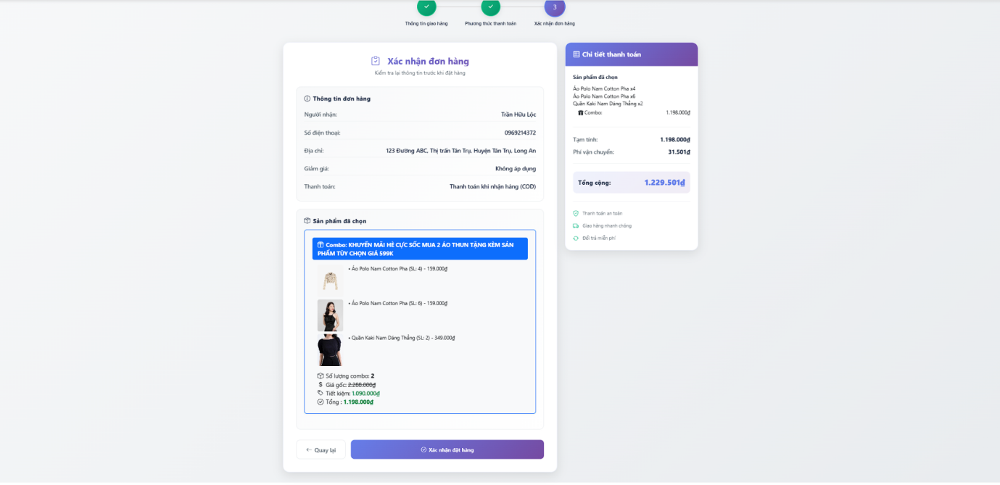 3
Thông tin giao hàng
Phương thức thanh toán
Xác nhận đơn hàng
Xác nhận đơn hàng
Kiểm tra lại thông tin trước khi đặt hàng
Thông tin đơn hàng
Người nhận: Trần Hữu Lộc
Số điện thoại: 0969214372
Địa chỉ: 123 Đường ABC, Thị trấn Tân Trụ, Huyện Tân Trụ, Long An
Giảm giá: Không áp dụng
Thanh toán: Thanh toán khi nhận hàng (COD)
Sản phẩm đã chọn
Combo: KHUYẾN MÃI HÈ CỰC SỐC MUA 2 ÁO THUN TẶNG KÈM SẢN
PHẨM TÙY CHỌN GIÁ 599K
• Áo Polo Nam Cotton Pha (SL: 4) - 159.000₫
• Áo Polo Nam Cotton Pha (SL: 6) - 159.000₫
• Quần Kaki Nam Dáng Thẳng (SL: 2) - 349.000₫
Số lượng combo: 2
Giá gốc: 2.288.000₫
Tiết kiệm: 1.090.000₫
Tổng : 1.198.000₫
← Quay lại
Xác nhận đặt hàng
Chi tiết thanh toán
Sản phẩm đã chọn
Áo Polo Nam Cotton Pha x4
Áo Polo Nam Cotton Pha x6
Quần Kaki Nam Dáng Thẳng x2
Combo: 1.198.000₫
Tạm tính: 1.198.000₫
Phí vận chuyển: 31.501₫
Tổng cộng: 1.229.501₫
Thanh toán an toàn
Giao hàng nhanh chóng
Đổi trả miễn phí